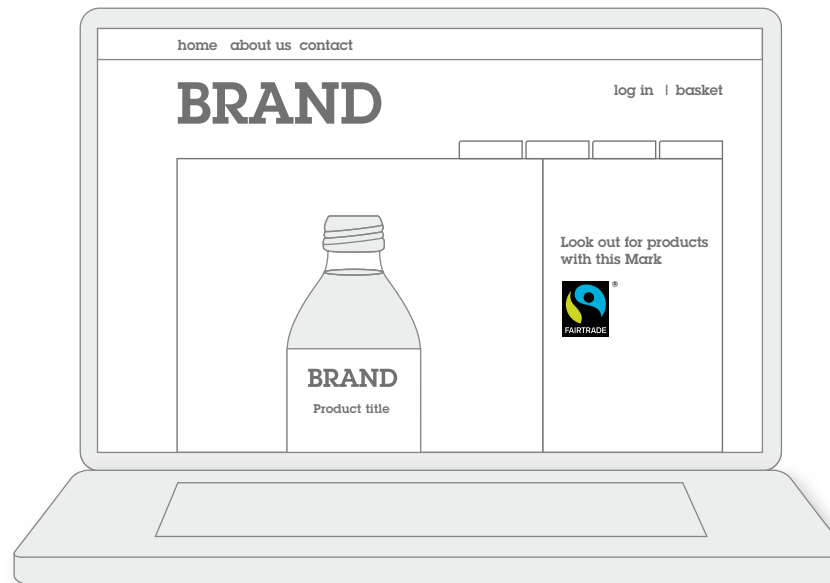 home about us contact
BRAND
log in | basket
Look out for products
with this Mark
®
FAIRTRADE
BRAND
Product title